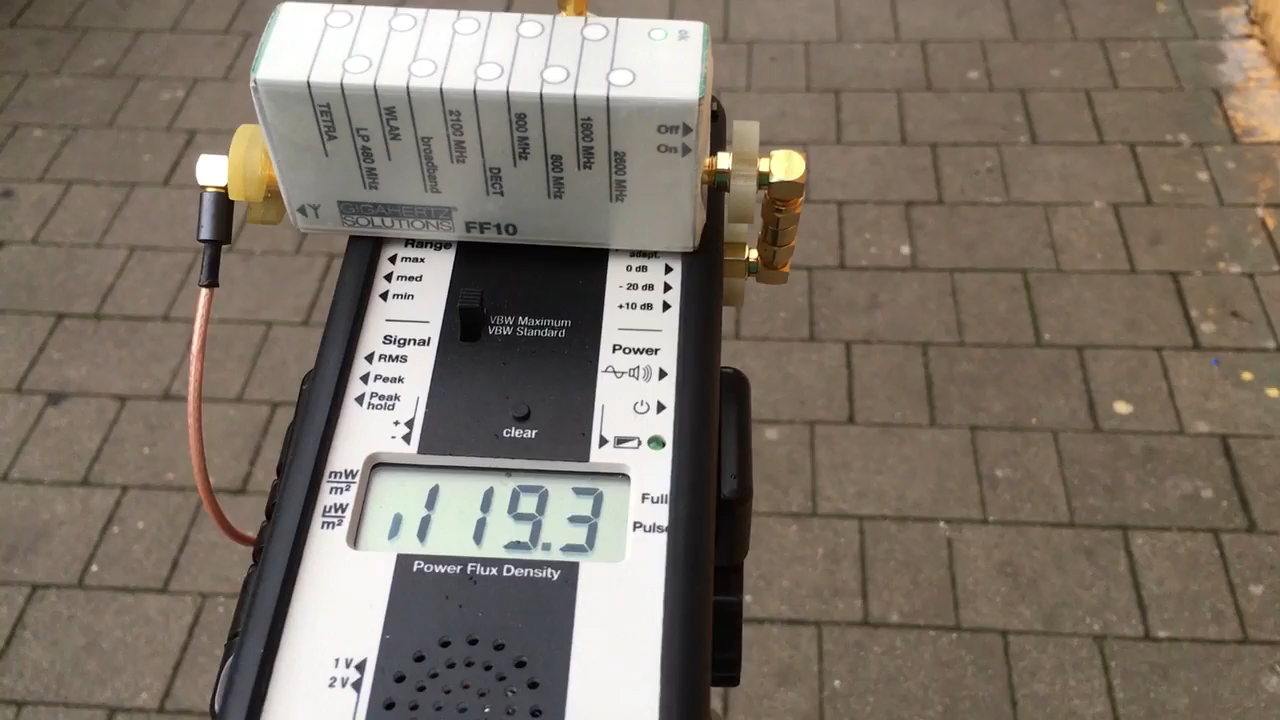 ok
TETRA
LP 480 MHz
WLAN
broadband
2100 MHz
DECT
900 MHz
800 MHz
1800 MHz
2600 MHz
Off
On
GIGAHERTZ
SOLUTIONS
FF10
Range
max
med
min
adapt.
0 dB
- 20 dB
+10 dB
VBW Maximum
VBW Standard
Signal
RMS
Peak
Peak
hold
+
-
Power
clear
mW
m²
µW
m²
119.3
Full
Pulse
Power Flux Density
1 V
2 V